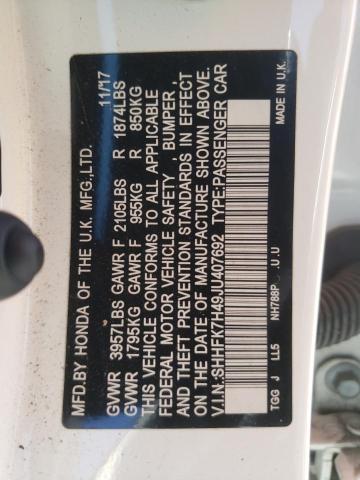 MFD.BY HONDA OF THE U.K. MFG.,LTD. 11/17
GVWR 3957LBS GAWR F 2105LBS R 1874LBS
GVWR 1795KG GAWR F 955KG R 850KG
THIS VEHICLE CONFORMS TO ALL APPLICABLE
FEDERAL MOTOR VEHICLE SAFETY , BUMPER ,
AND THEFT PREVENTION STANDARDS IN EFFECT
ON THE DATE OF MANUFACTURE SHOWN ABOVE.
V.I.N.:SHHFK7H49JU407692 TYPE:PASSENGER CAR
TGG J LL5 NH788P . . U . U MADE IN U.K.